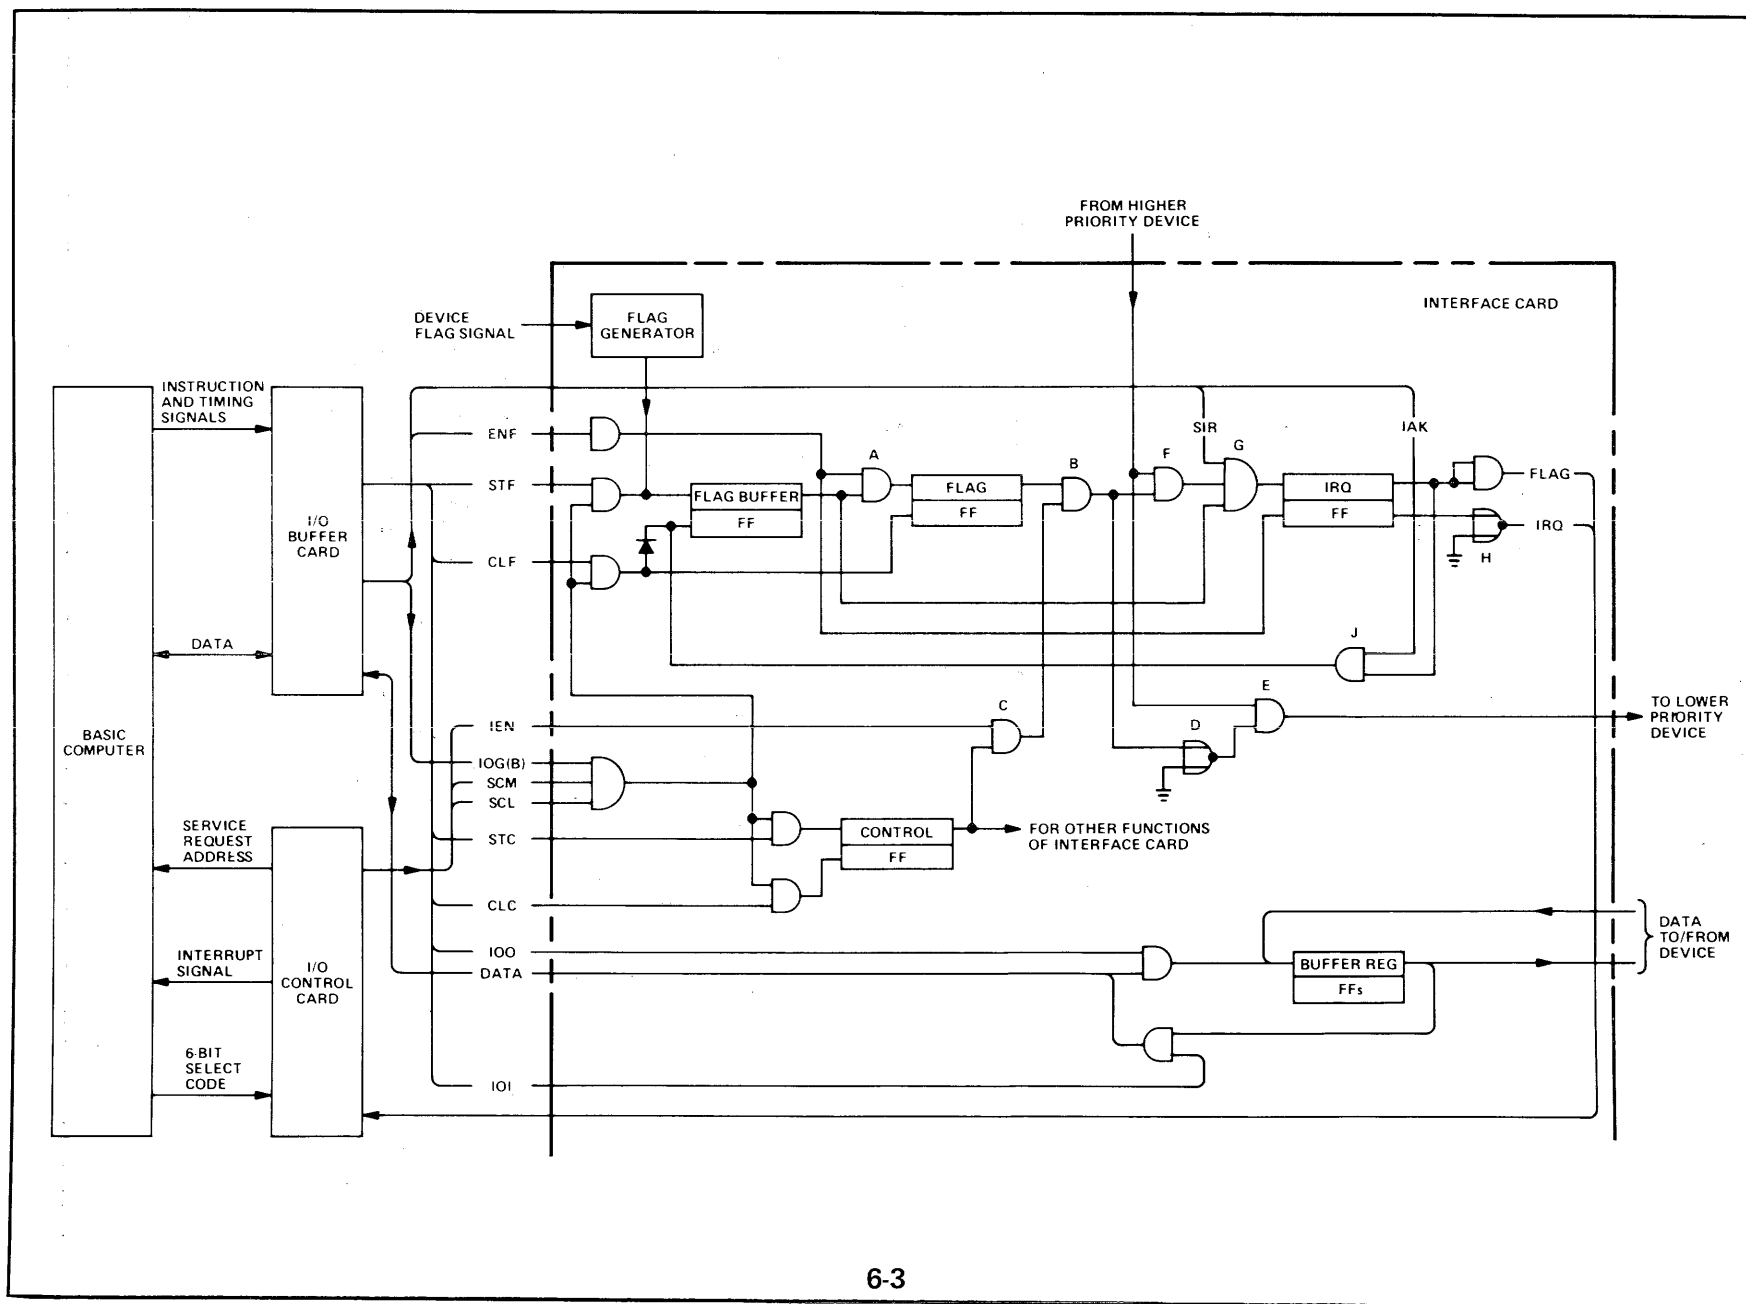 FROM HIGHER
PRIORITY DEVICE
INTERFACE CARD
DEVICE
FLAG SIGNAL
FLAG
GENERATOR
INSTRUCTION
AND TIMING
SIGNALS
ENF
SIR
IAK
A
B
F
G
STF
FLAG BUFFER
FF
FLAG
FF
IRQ
FF
FLAG
IRQ
H
I/O
BUFFER
CARD
CLF
J
DATA
BASIC
COMPUTER
IEN
C
D
E
TO LOWER
PRIORITY
DEVICE
IOG(B)
SCM
SCL
SERVICE
REQUEST
ADDRESS
STC
CONTROL
FF
FOR OTHER FUNCTIONS
OF INTERFACE CARD
CLC
INTERRUPT
SIGNAL
I/O
CONTROL
CARD
IOO
DATA
BUFFER REG
FFs
DATA
TO/FROM
DEVICE
6-BIT
SELECT
CODE
IOI
6-3